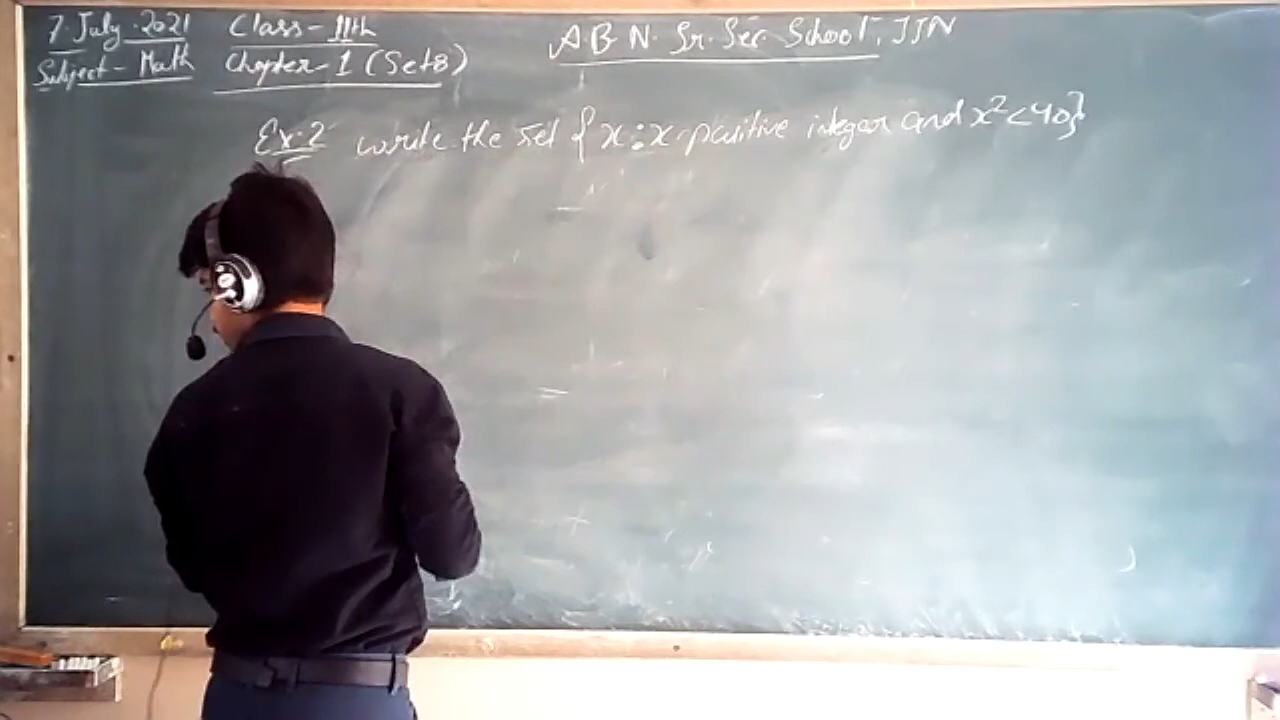 7 July 2021 Class-11th A.B.N. Sr. Sec. School, JJN
Subject-Math Chapter-1 (Sets)
Ex.2 write the set {x:x positive integer and x²<40}